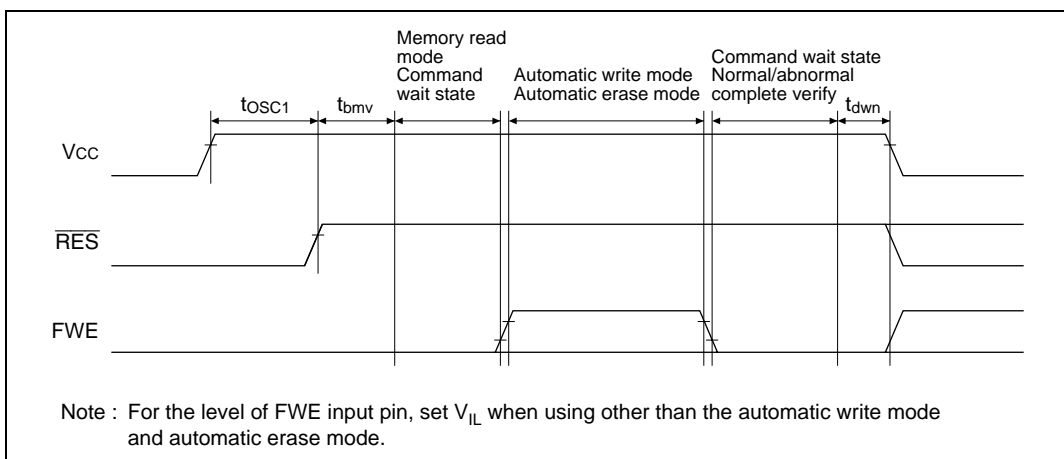 Memory read
mode
Command
wait state
Automatic write mode
Automatic erase mode
Command wait state
Normal/abnormal
complete verify
tOSC1
tbmv
tdwn
VCC
RES
FWE
Note : For the level of FWE input pin, set VIL when using other than the automatic write mode
and automatic erase mode.